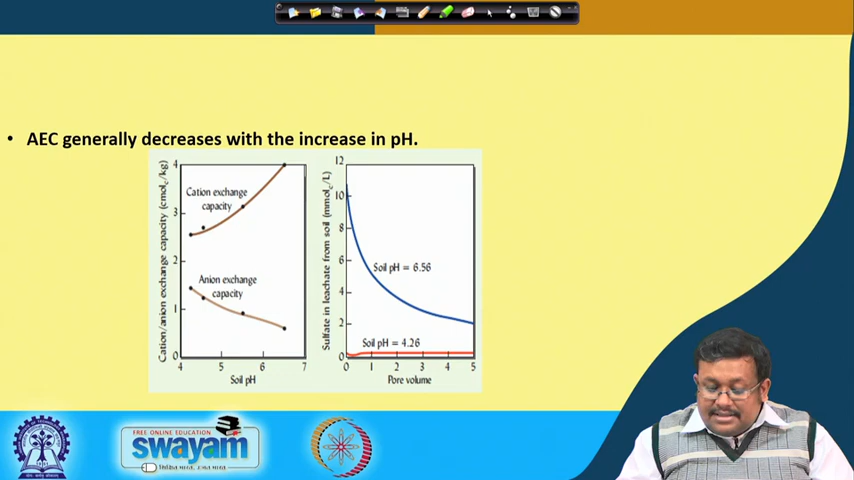 • AEC generally decreases with the increase in pH.
Cation/anion exchange capacity (cmolc/kg)
4
3
2
1
0
Cation exchange
capacity
Anion exchange
capacity
4 5 6 7
Soil pH
Sulfate in leachate from soil (mmolc/L)
12
10
8
6
4
2
0
Soil pH = 6.56
Soil pH = 4.26
0 1 2 3 4 5
Pore volume
FREE ONLINE EDUCATION
swayam